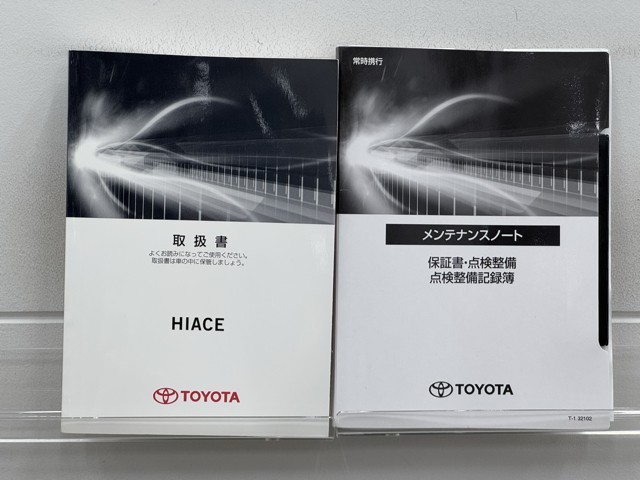 取扱書
よくお読みになってご使用ください。
取扱書は車の中に保管しましょう。
HIACE
TOYOTA
常時携行
メンテナンスノート
保証書・点検整備
点検整備記録簿
TOYOTA
T-1 32102